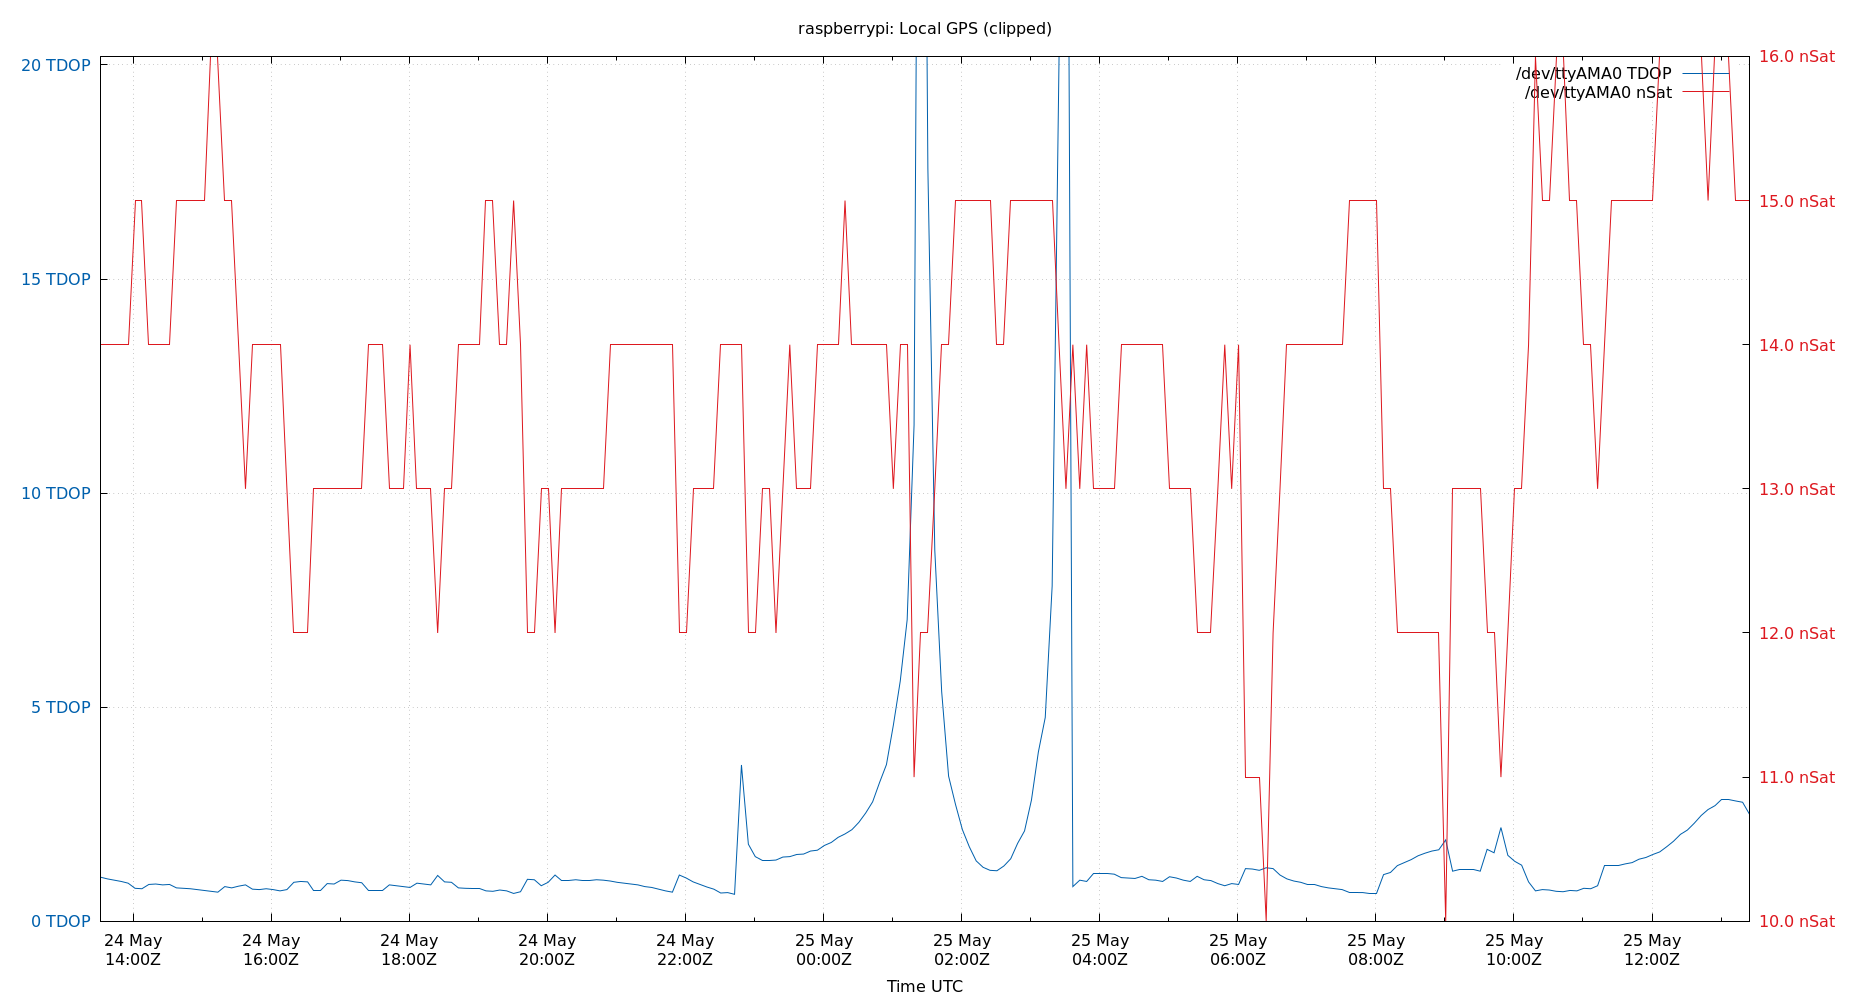 raspberrypi: Local GPS (clipped)
20 TDOP
15 TDOP
10 TDOP
5 TDOP
0 TDOP
16.0 nSat
15.0 nSat
14.0 nSat
13.0 nSat
12.0 nSat
11.0 nSat
10.0 nSat
/dev/ttyAMA0 TDOP
/dev/ttyAMA0 nSat
24 May
14:00Z
24 May
16:00Z
24 May
18:00Z
24 May
20:00Z
24 May
22:00Z
25 May
00:00Z
25 May
02:00Z
25 May
04:00Z
25 May
06:00Z
25 May
08:00Z
25 May
10:00Z
25 May
12:00Z
Time UTC